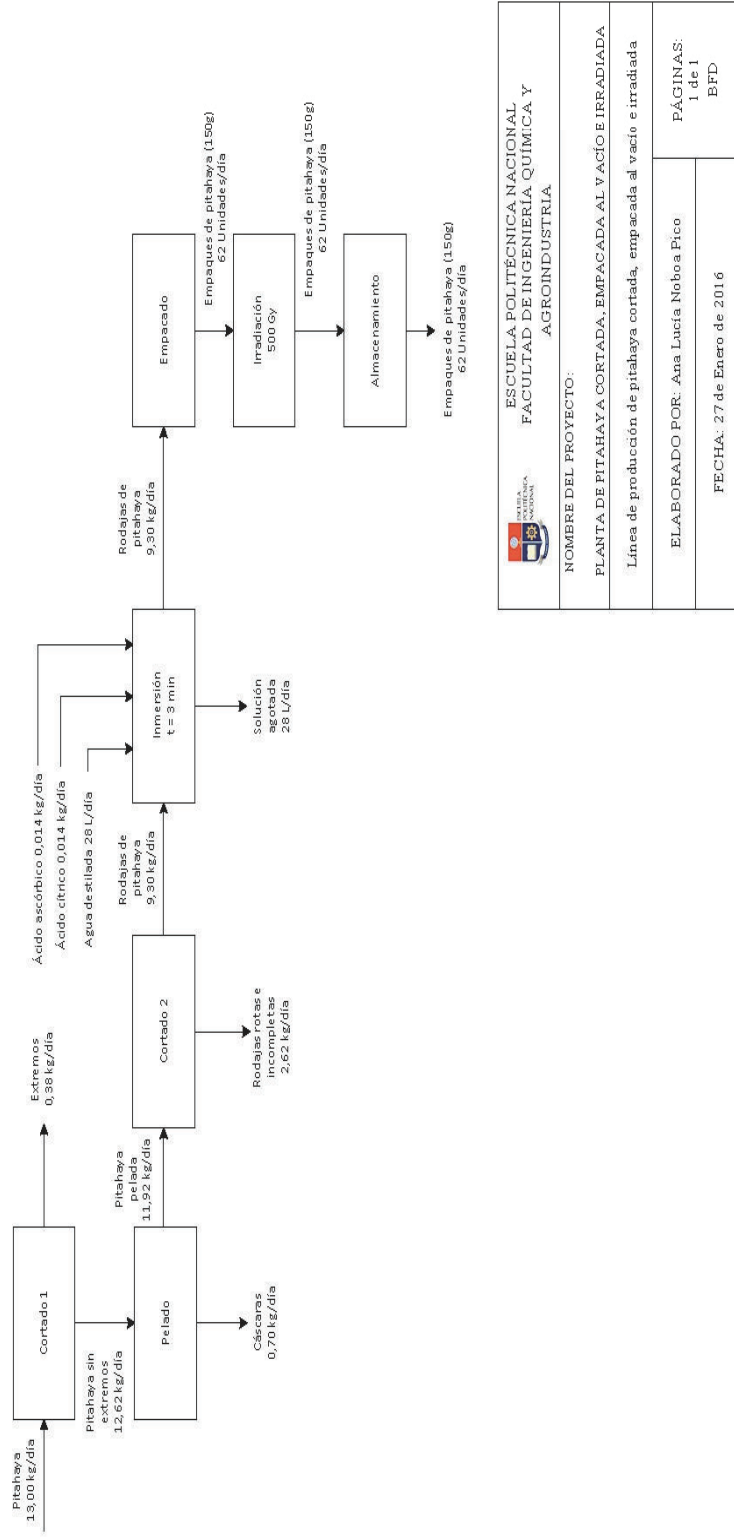 Pitahaya
13,00 kg/día
Cortado 1
Extremos
0,38 kg/día
Pitahaya sin
extremos
12,62 kg/día
Pelado
Cáscaras
0,70 kg/día
Pitahaya
pelada
11,92 kg/día
Cortado 2
Rodajas rotas e
incompletas
2,62 kg/día
Rodajas de
pitahaya
9,30 kg/día
Ácido ascórbico 0,014 kg/día
Ácido cítrico 0,014 kg/día
Agua destilada 28 L/día
Inmersión
t = 3 min
Solución
agotada
28 L/día
Rodajas de
pitahaya
9,30 kg/día
Empacado
Empaques de pitahaya (150g)
62 Unidades/día
Irradiación
500 Gy
Empaques de pitahaya (150g)
62 Unidades/día
Almacenamiento
Empaques de pitahaya (150g)
62 Unidades/día
ESCUELA
POLITÉCNICA
NACIONAL
ESCUELA POLITÉCNICA NACIONAL
FACULTAD DE INGENIERÍA QUÍMICA Y
AGROINDUSTRIA
NOMBRE DEL PROYECTO:
PLANTA DE PITAHAYA CORTADA, EMPACADA AL VACÍO E IRRADIADA
Línea de producción de pitahaya cortada, empacada al vacío e irradiada
ELABORADO POR: Ana Lucía Noboa Pico
FECHA: 27 de Enero de 2016
PÁGINAS:
1 de 1
BFD